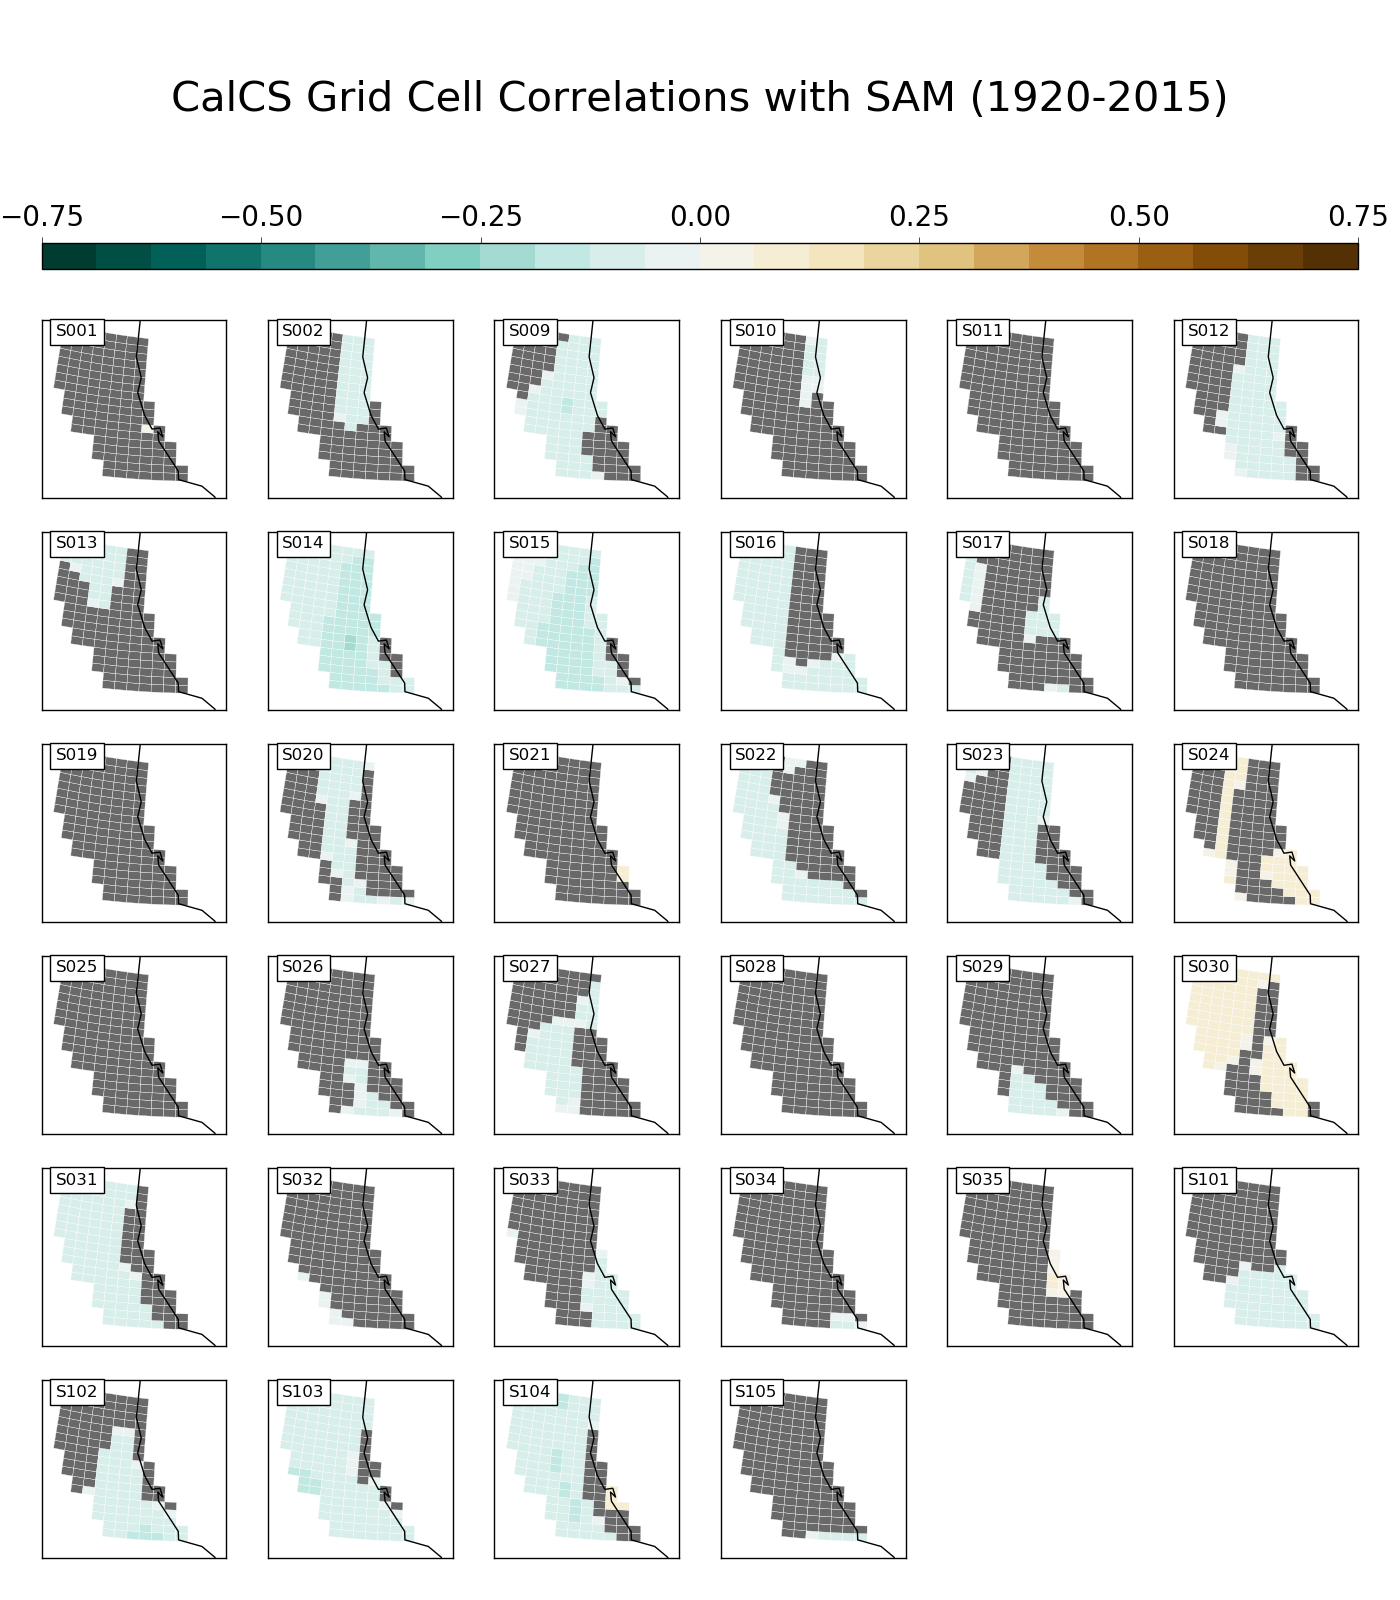 CalCS Grid Cell Correlations with SAM (1920-2015)
−0.75 −0.50 −0.25 0.00 0.25 0.50 0.75
S001 S002 S009 S010 S011 S012
S013 S014 S015 S016 S017 S018
S019 S020 S021 S022 S023 S024
S025 S026 S027 S028 S029 S030
S031 S032 S033 S034 S035 S101
S102 S103 S104 S105